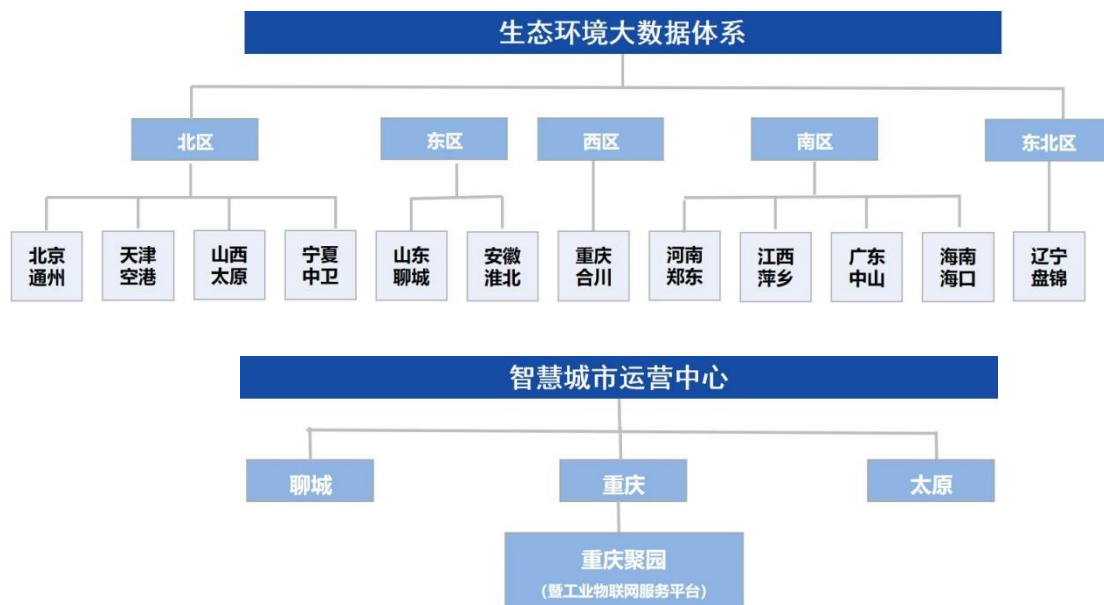 生态环境大数据体系
北区
东区
西区
南区
东北区
北京
通州
天津
空港
山西
太原
宁夏
中卫
山东
聊城
安徽
淮北
重庆
合川
河南
郑东
江西
萍乡
广东
中山
海南
海口
辽宁
盘锦
智慧城市运营中心
聊城
重庆
太原
重庆聚园
（暨工业物联网服务平台）